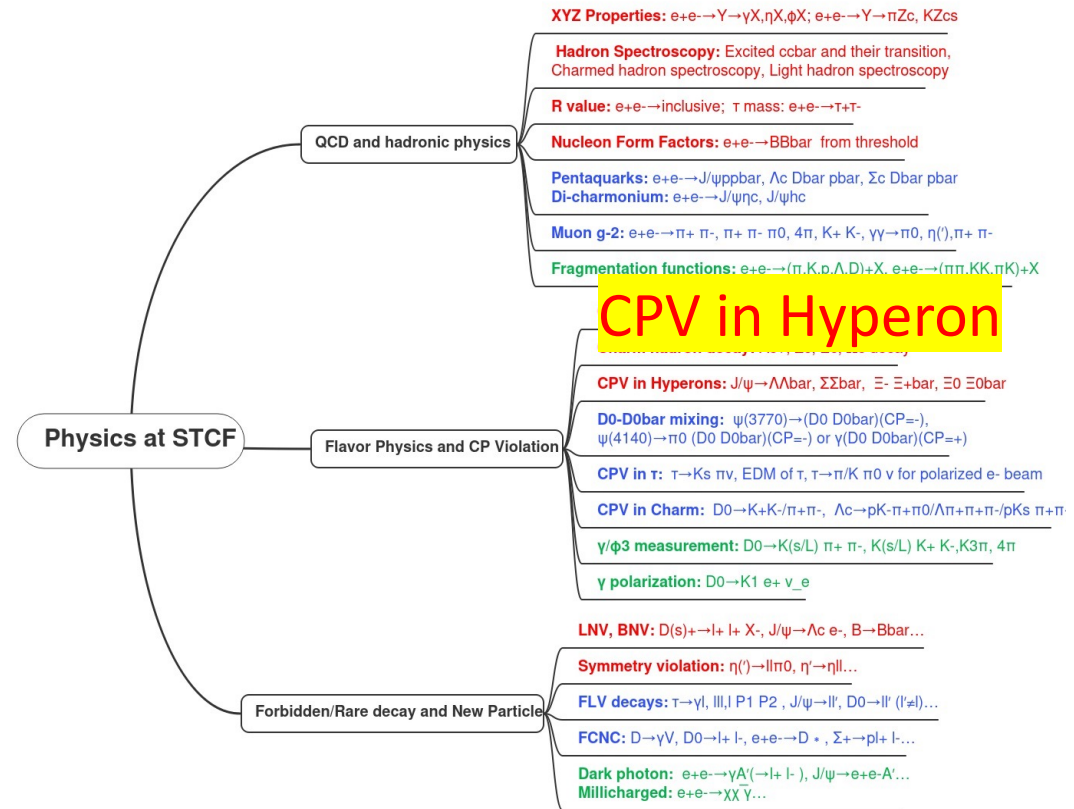 XYZ Properties: e+e-→Y→γX,ηX,ϕX; e+e-→Y→πZc, KZcs
Hadron Spectroscopy: Excited ccbar and their transition,
Charmed hadron spectroscopy, Light hadron spectroscopy
R value: e+e-→inclusive; τ mass: e+e-→τ+τ-
QCD and hadronic physics
Nucleon Form Factors: e+e-→BBbar from threshold
Pentaquarks: e+e-→J/ψppbar, Λc Dbar pbar, Σc Dbar pbar
Di-charmonium: e+e-→J/ψηc, J/ψhc
Muon g-2: e+e-→π+ π-, π+ π- π0, 4π, K+ K-, γγ→π0, η(′),π+ π-
Fragmentation functions: e+e-→(π,K,p,Λ,D)+X, e+e-→(ππ,KK,πK)+X
CPV in Hyperon
CPV in Hyperons: J/ψ→ΛΛbar, ΣΣbar, Ξ- Ξ+bar, Ξ0 Ξ0bar
D0-D0bar mixing: ψ(3770)→(D0 D0bar)(CP=-),
ψ(4140)→π0 (D0 D0bar)(CP=-) or γ(D0 D0bar)(CP=+)
Physics at STCF
Flavor Physics and CP Violation
CPV in τ: τ→Ks πν, EDM of τ, τ→π/K π0 ν for polarized e- beam
CPV in Charm: D0→K+K-/π+π-, Λc→pK-π+π0/Λπ+π+π-/pKs π+π-
γ/ϕ3 measurement: D0→K(s/L) π+ π-, K(s/L) K+ K-,K3π, 4π
γ polarization: D0→K1 e+ ν_e
LNV, BNV: D(s)+→l+ l+ X-, J/ψ→Λc e-, B→Bbar…
Symmetry violation: η(′)→llπ0, η′→ηll…
Forbidden/Rare decay and New Particle
FLV decays: τ→γl, lll,l P1 P2 , J/ψ→ll′, D0→ll′ (l′≠l)…
FCNC: D→γV, D0→l+ l-, e+e-→D∗, Σ+→pl+ l-…
Dark photon: e+e-→γA′(→l+ l- ), J/ψ→e+e-A′…
Millicharged: e+e-→χχ̅γ…